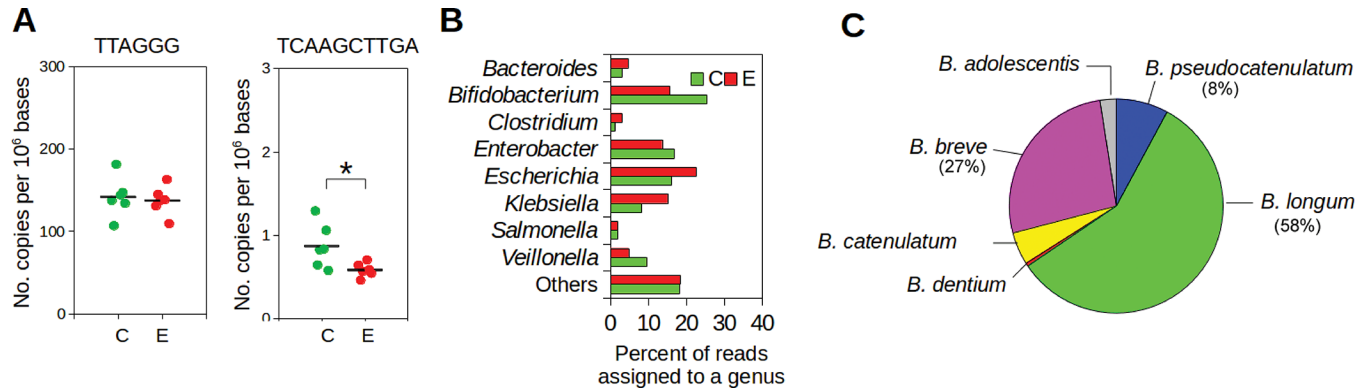 A
TTAGGG
No. copies per 10⁶ bases
300
200
100
0
C
E
TCAAGCTTGA
No. copies per 10⁶ bases
3
2
1
0
*
C
E
B
Bacteroides
Bifidobacterium
Clostridium
Enterobacter
Escherichia
Klebsiella
Salmonella
Veillonella
Others
C E
0 10 20 30 40
Percent of reads
assigned to a genus
C
B. adolescentis
B. pseudocatenulatum
(8%)
B. breve
(27%)
B. longum
(58%)
B. catenulatum
B. dentium